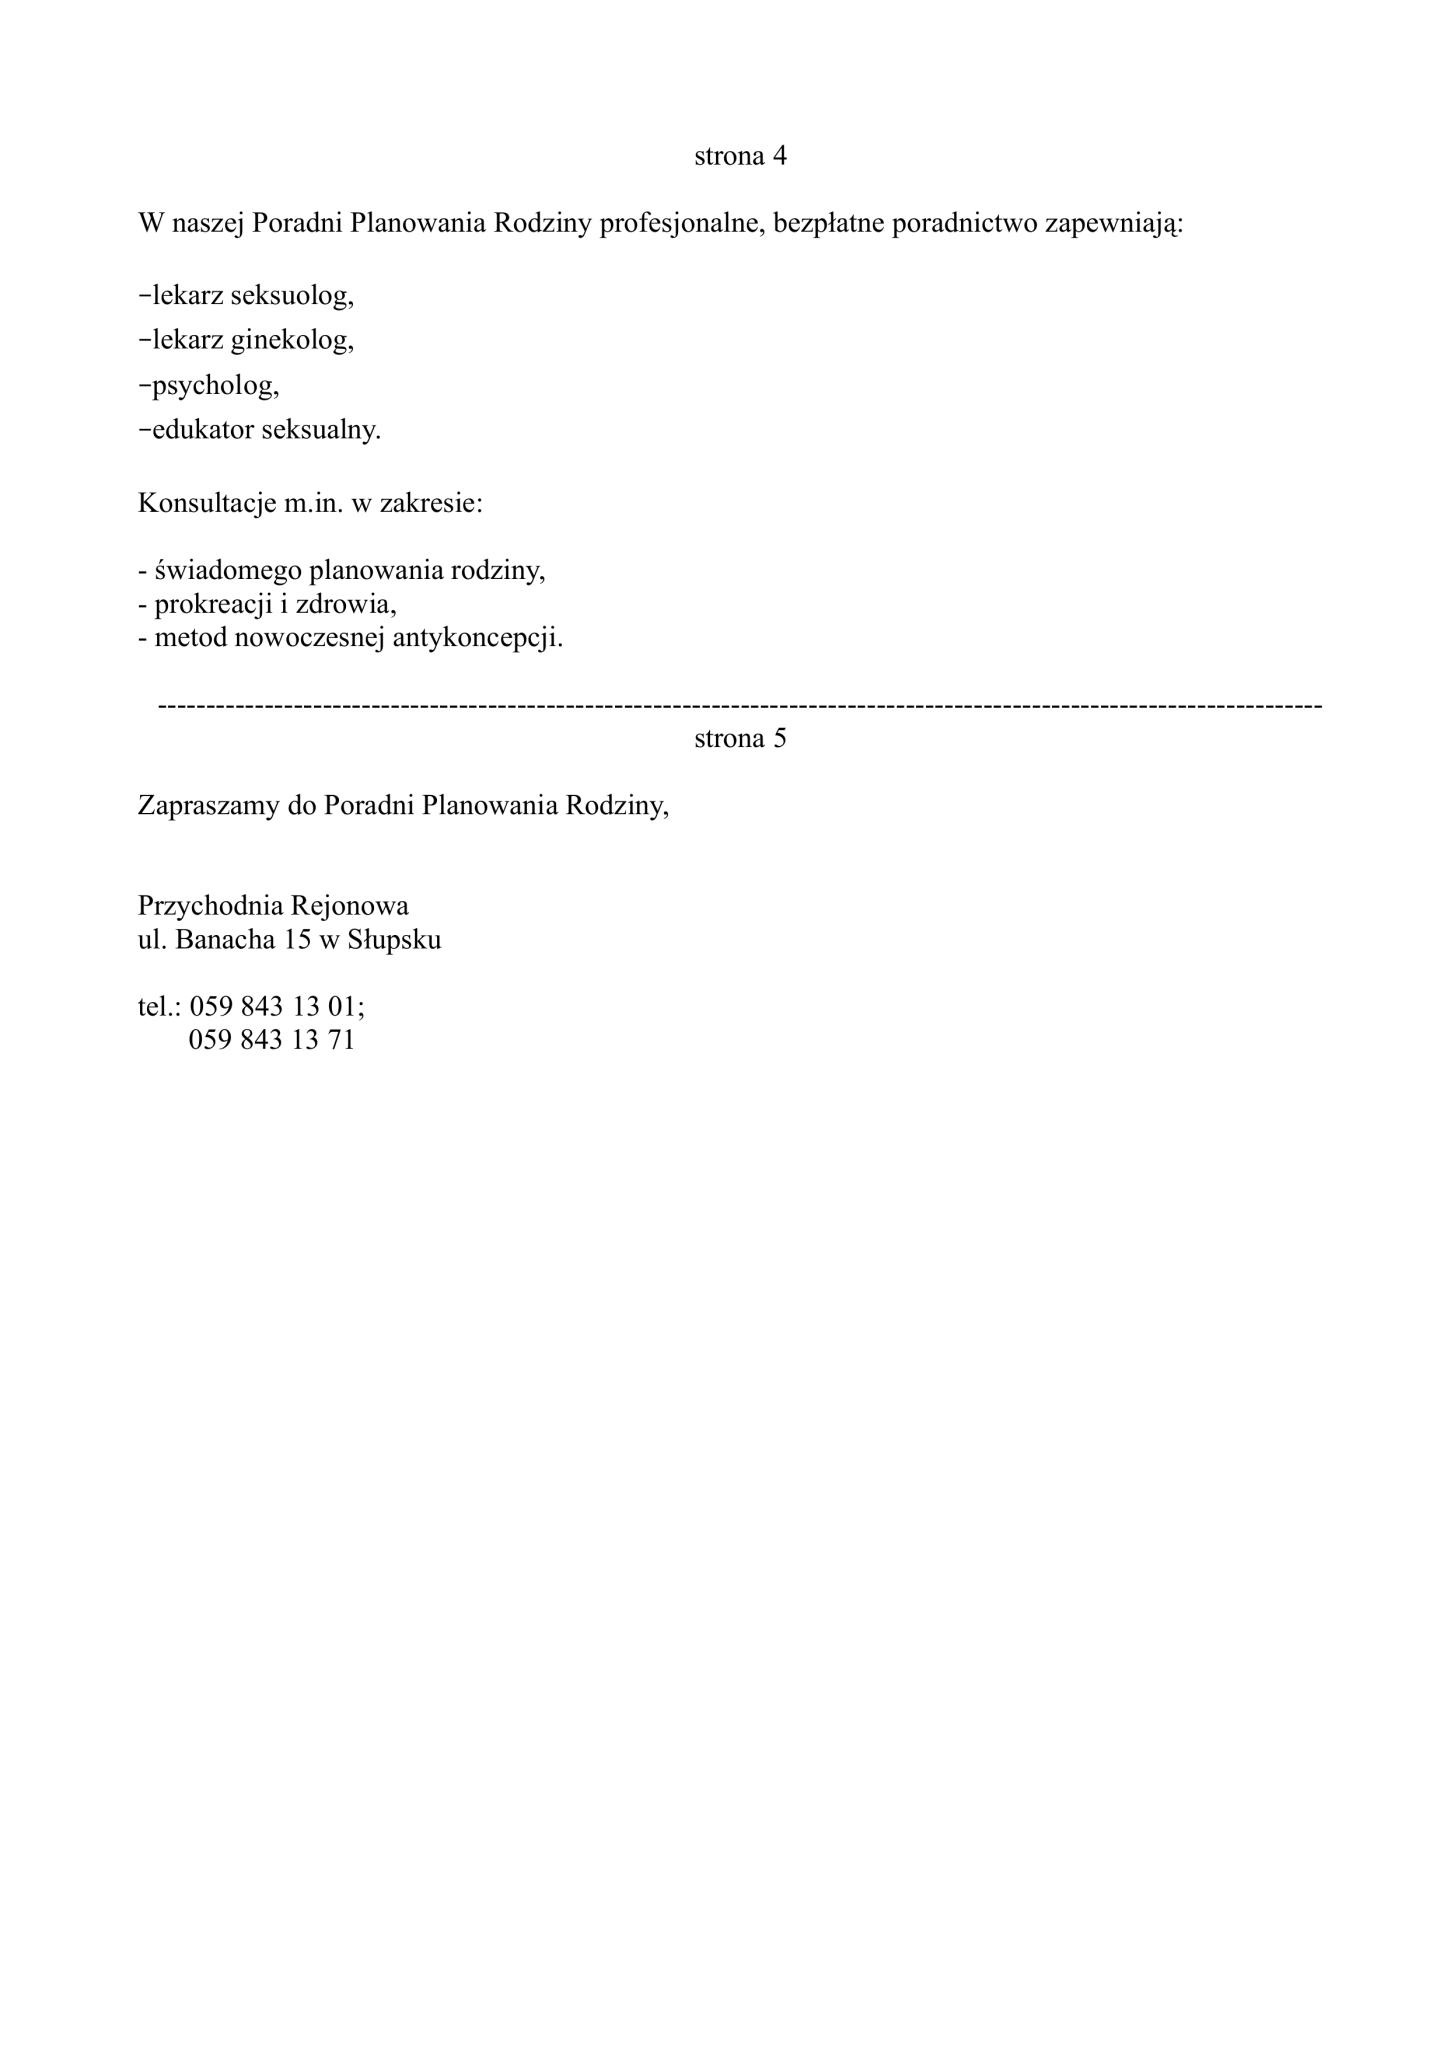 strona 4
W naszej Poradni Planowania Rodziny profesjonalne, bezpłatne poradnictwo zapewniają:
−lekarz seksuolog,
−lekarz ginekolog,
−psycholog,
−edukator seksualny.
Konsultacje m.in. w zakresie:
- świadomego planowania rodziny,
- prokreacji i zdrowia,
- metod nowoczesnej antykoncepcji.
------------------------------------------------------------------------------------------------------------------------
strona 5
Zapraszamy do Poradni Planowania Rodziny,
Przychodnia Rejonowa
ul. Banacha 15 w Słupsku
tel.: 059 843 13 01;
059 843 13 71